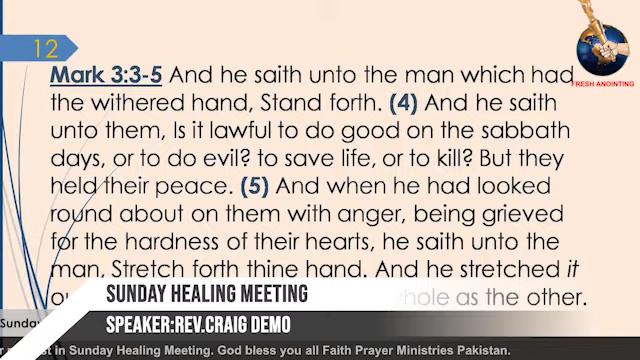 12
FRESH ANOINTING
Mark 3:3-5 And he saith unto the man which had
the withered hand, Stand forth. (4) And he saith
unto them, Is it lawful to do good on the sabbath
days, or to do evil? to save life, or to kill? But they
held their peace. (5) And when he had looked
round about on them with anger, being grieved
for the hardness of their hearts, he saith unto the
man, Stretch forth thine hand. And he stretched it
whole as the other.
SUNDAY HEALING MEETING
Sunday
SPEAKER:REV.CRAIG DEMO
in Sunday Healing Meeting. God bless you all Faith Prayer Ministries Pakistan.